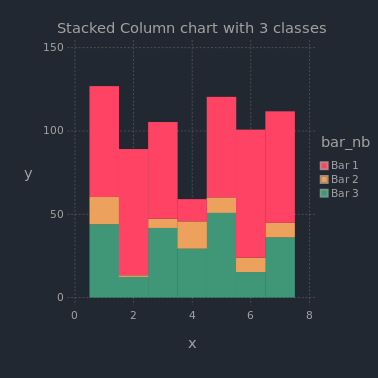 Stacked Column chart with 3 classes
150
100
50
0
y
0 2 4 6 8
x
bar_nb
Bar 1
Bar 2
Bar 3